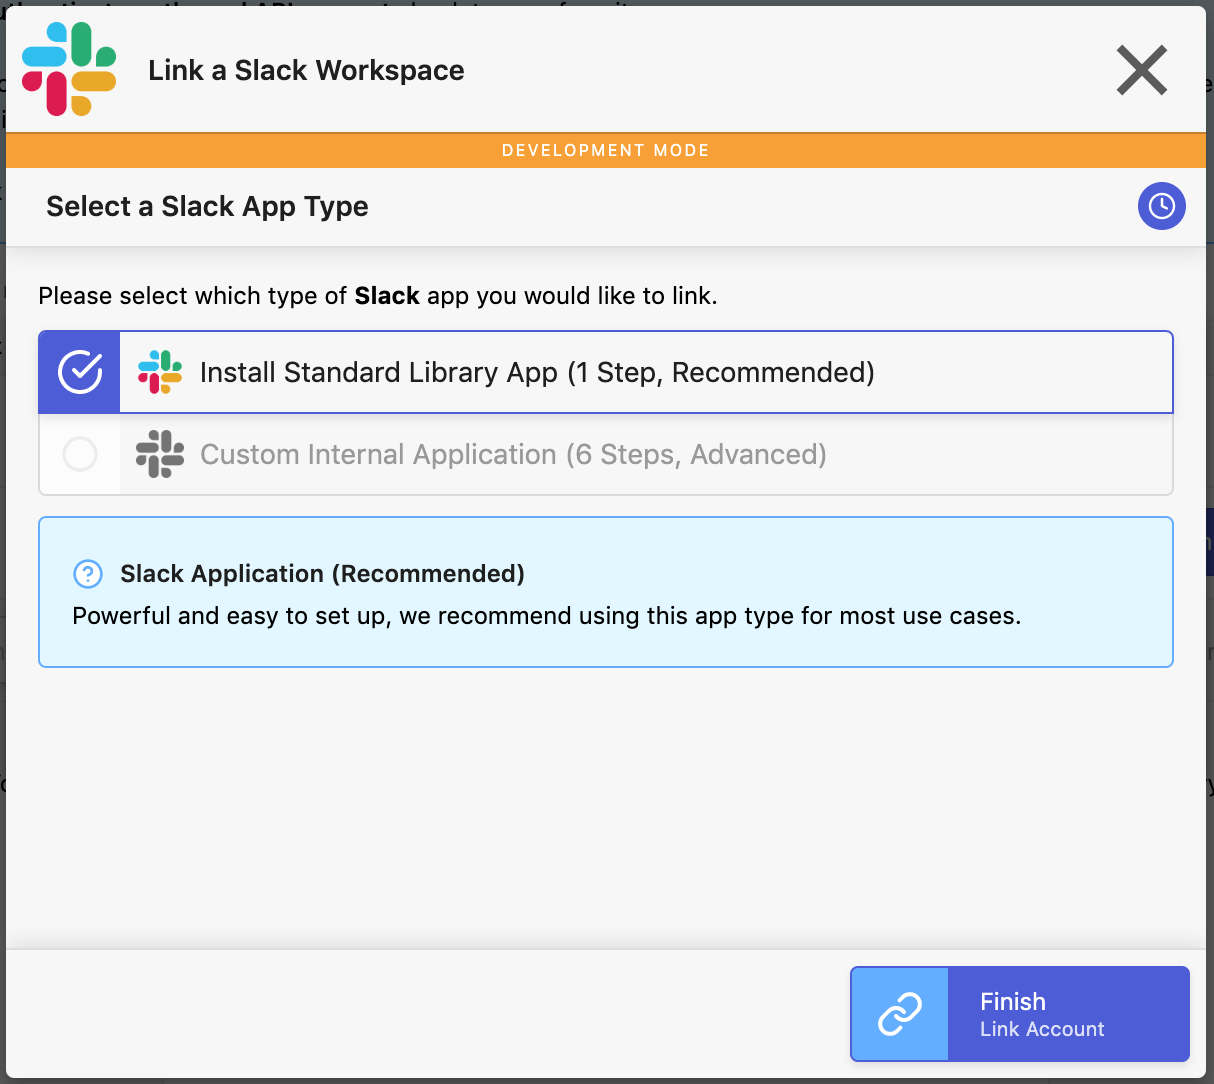 Link a Slack Workspace
DEVELOPMENT MODE
Select a Slack App Type
Please select which type of Slack app you would like to link.
Install Standard Library App (1 Step, Recommended)
Custom Internal Application (6 Steps, Advanced)
Slack Application (Recommended)
Powerful and easy to set up, we recommend using this app type for most use cases.
Finish
Link Account